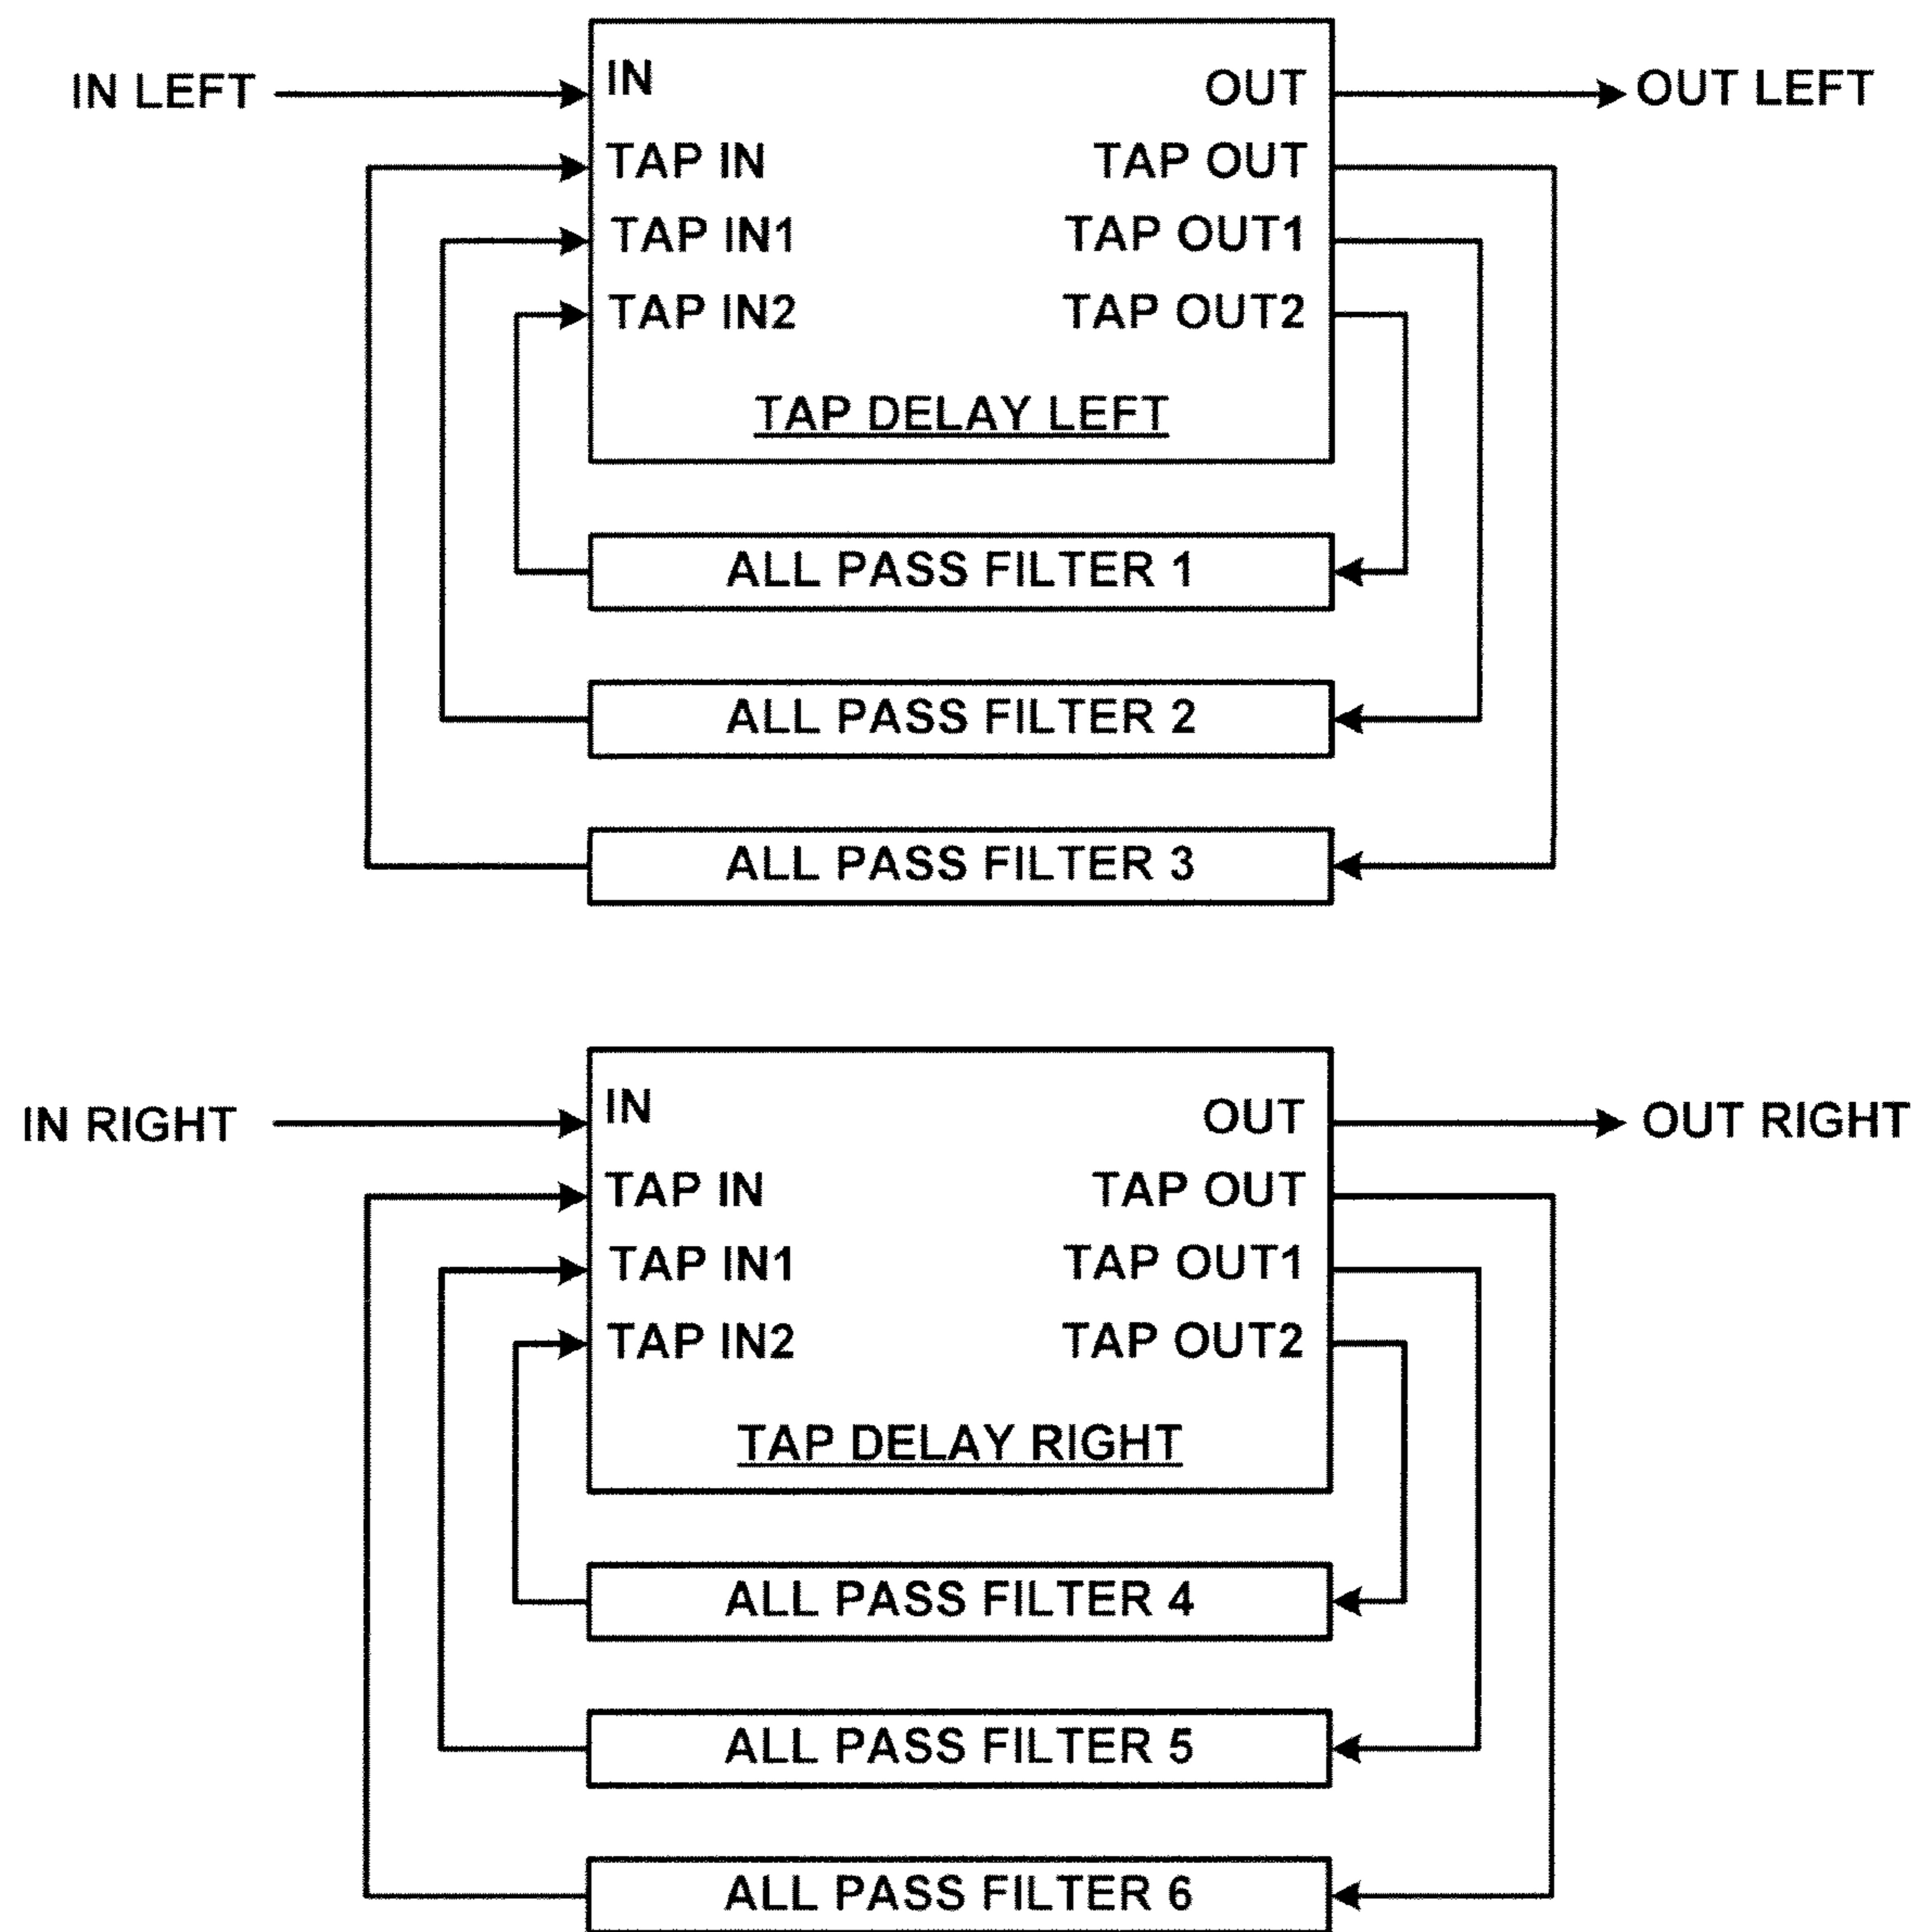 IN LEFT
IN
OUT
OUT LEFT
TAP IN
TAP OUT
TAP IN1
TAP OUT1
TAP IN2
TAP OUT2
TAP DELAY LEFT
ALL PASS FILTER 1
ALL PASS FILTER 2
ALL PASS FILTER 3
IN RIGHT
IN
OUT
OUT RIGHT
TAP IN
TAP OUT
TAP IN1
TAP OUT1
TAP IN2
TAP OUT2
TAP DELAY RIGHT
ALL PASS FILTER 4
ALL PASS FILTER 5
ALL PASS FILTER 6